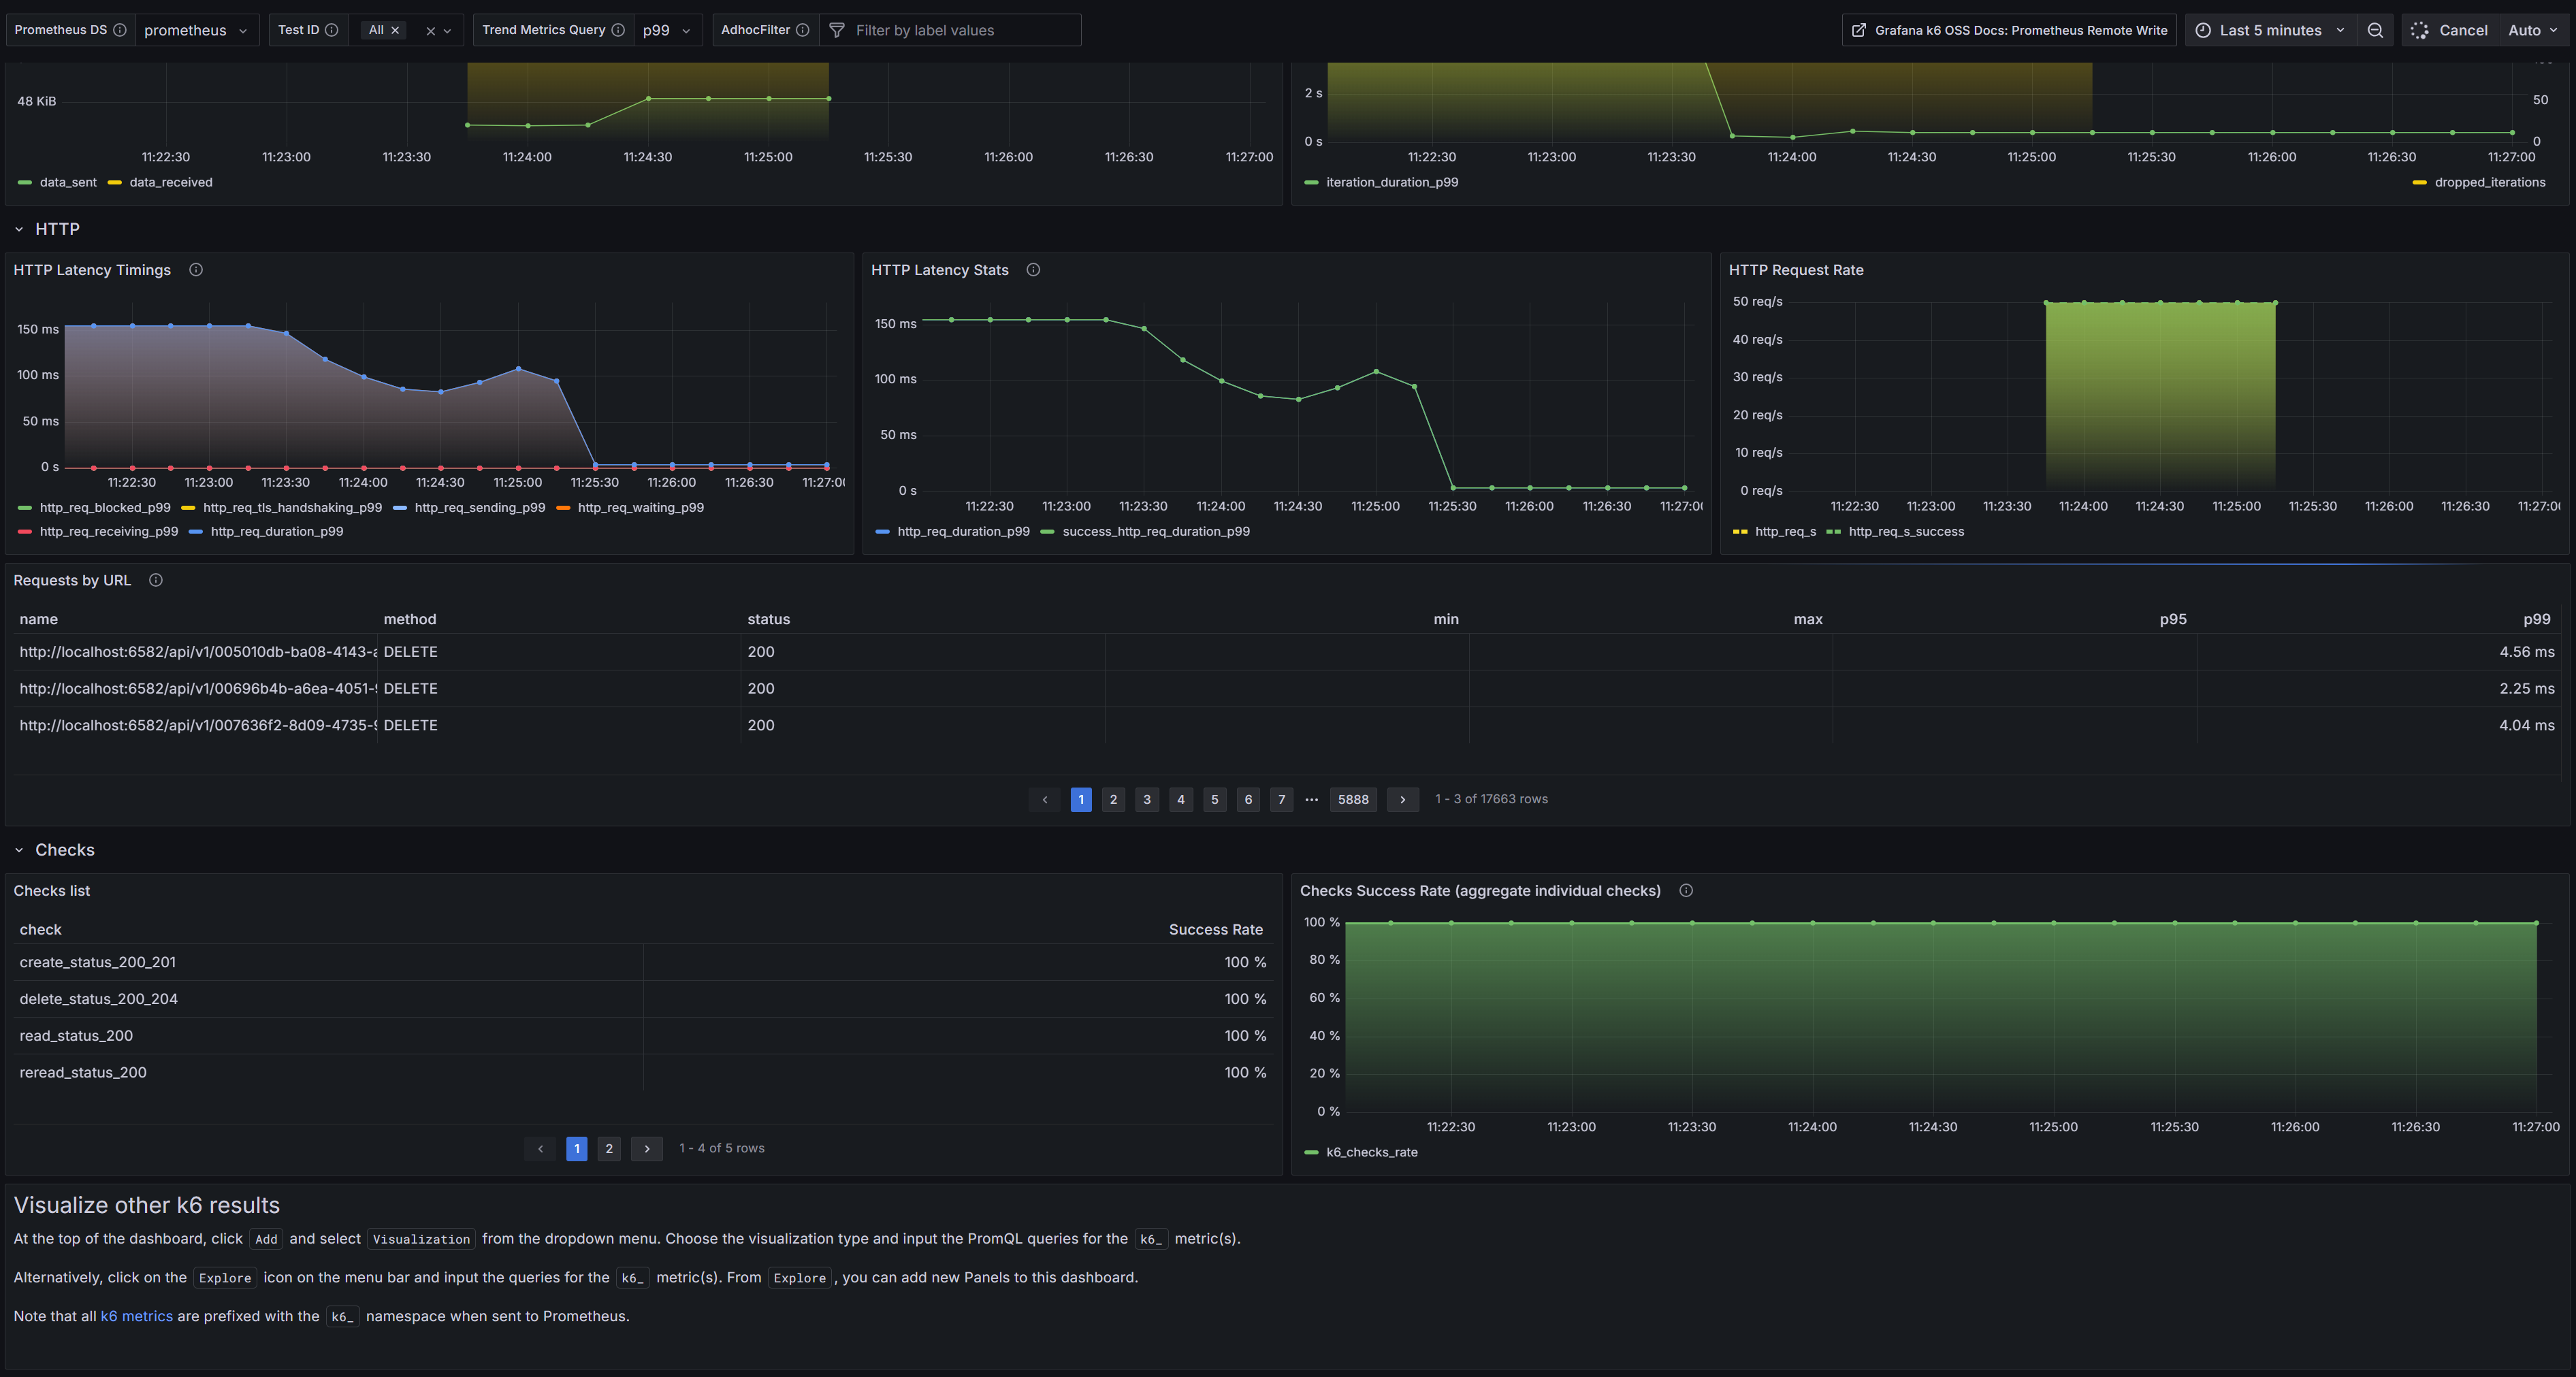 Prometheus DS prometheus Test ID All Trend Metrics Query p99 AdhocFilter Filter by label values Grafana k6 OSS Docs: Prometheus Remote Write Last 5 minutes Cancel Auto
48 KiB
11:22:30 11:23:00 11:23:30 11:24:00 11:24:30 11:25:00 11:25:30 11:26:00 11:26:30 11:27:00
data_sent data_received
2 s
0 s
50
0
11:22:30 11:23:00 11:23:30 11:24:00 11:24:30 11:25:00 11:25:30 11:26:00 11:26:30 11:27:00
iteration_duration_p99 dropped_iterations
HTTP
HTTP Latency Timings
150 ms
100 ms
50 ms
0 s
11:22:30 11:23:00 11:23:30 11:24:00 11:24:30 11:25:00 11:25:30 11:26:00 11:26:30 11:27:0
http_req_blocked_p99 http_req_tls_handshaking_p99 http_req_sending_p99 http_req_waiting_p99
http_req_receiving_p99 http_req_duration_p99
HTTP Latency Stats
150 ms
100 ms
50 ms
0 s
11:22:30 11:23:00 11:23:30 11:24:00 11:24:30 11:25:00 11:25:30 11:26:00 11:26:30 11:27:0
http_req_duration_p99 success_http_req_duration_p99
HTTP Request Rate
50 req/s
40 req/s
30 req/s
20 req/s
10 req/s
0 req/s
11:22:30 11:23:00 11:23:30 11:24:00 11:24:30 11:25:00 11:25:30 11:26:00 11:26:30 11:27:0
http_req_s http_req_s_success
Requests by URL
name method status min max p95 p99
http://localhost:6582/api/v1/005010db-ba08-4143- DELETE 200 4.56 ms
http://localhost:6582/api/v1/00696b4b-a6ea-4051- DELETE 200 2.25 ms
http://localhost:6582/api/v1/007636f2-8d09-4735- DELETE 200 4.04 ms
1 2 3 4 5 6 7 ··· 5888 1 - 3 of 17663 rows
Checks
Checks list
check Success Rate
create_status_200_201 100 %
delete_status_200_204 100 %
read_status_200 100 %
reread_status_200 100 %
1 2 1 - 4 of 5 rows
Checks Success Rate (aggregate individual checks)
100 %
80 %
60 %
40 %
20 %
0 %
11:22:30 11:23:00 11:23:30 11:24:00 11:24:30 11:25:00 11:25:30 11:26:00 11:26:30 11:27:00
k6_checks_rate
Visualize other k6 results
At the top of the dashboard, click Add and select Visualization from the dropdown menu. Choose the visualization type and input the PromQL queries for the k6_ metric(s).
Alternatively, click on the Explore icon on the menu bar and input the queries for the k6_ metric(s). From Explore, you can add new Panels to this dashboard.
Note that all k6 metrics are prefixed with the k6_ namespace when sent to Prometheus.